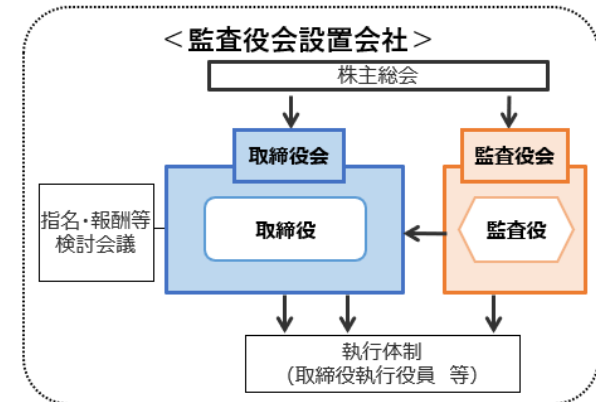 ＜監査役会設置会社＞
株主総会
取締役会
監査役会
指名・報酬等
検討会議
取締役
監査役
執行体制
（取締役執行役員 等）